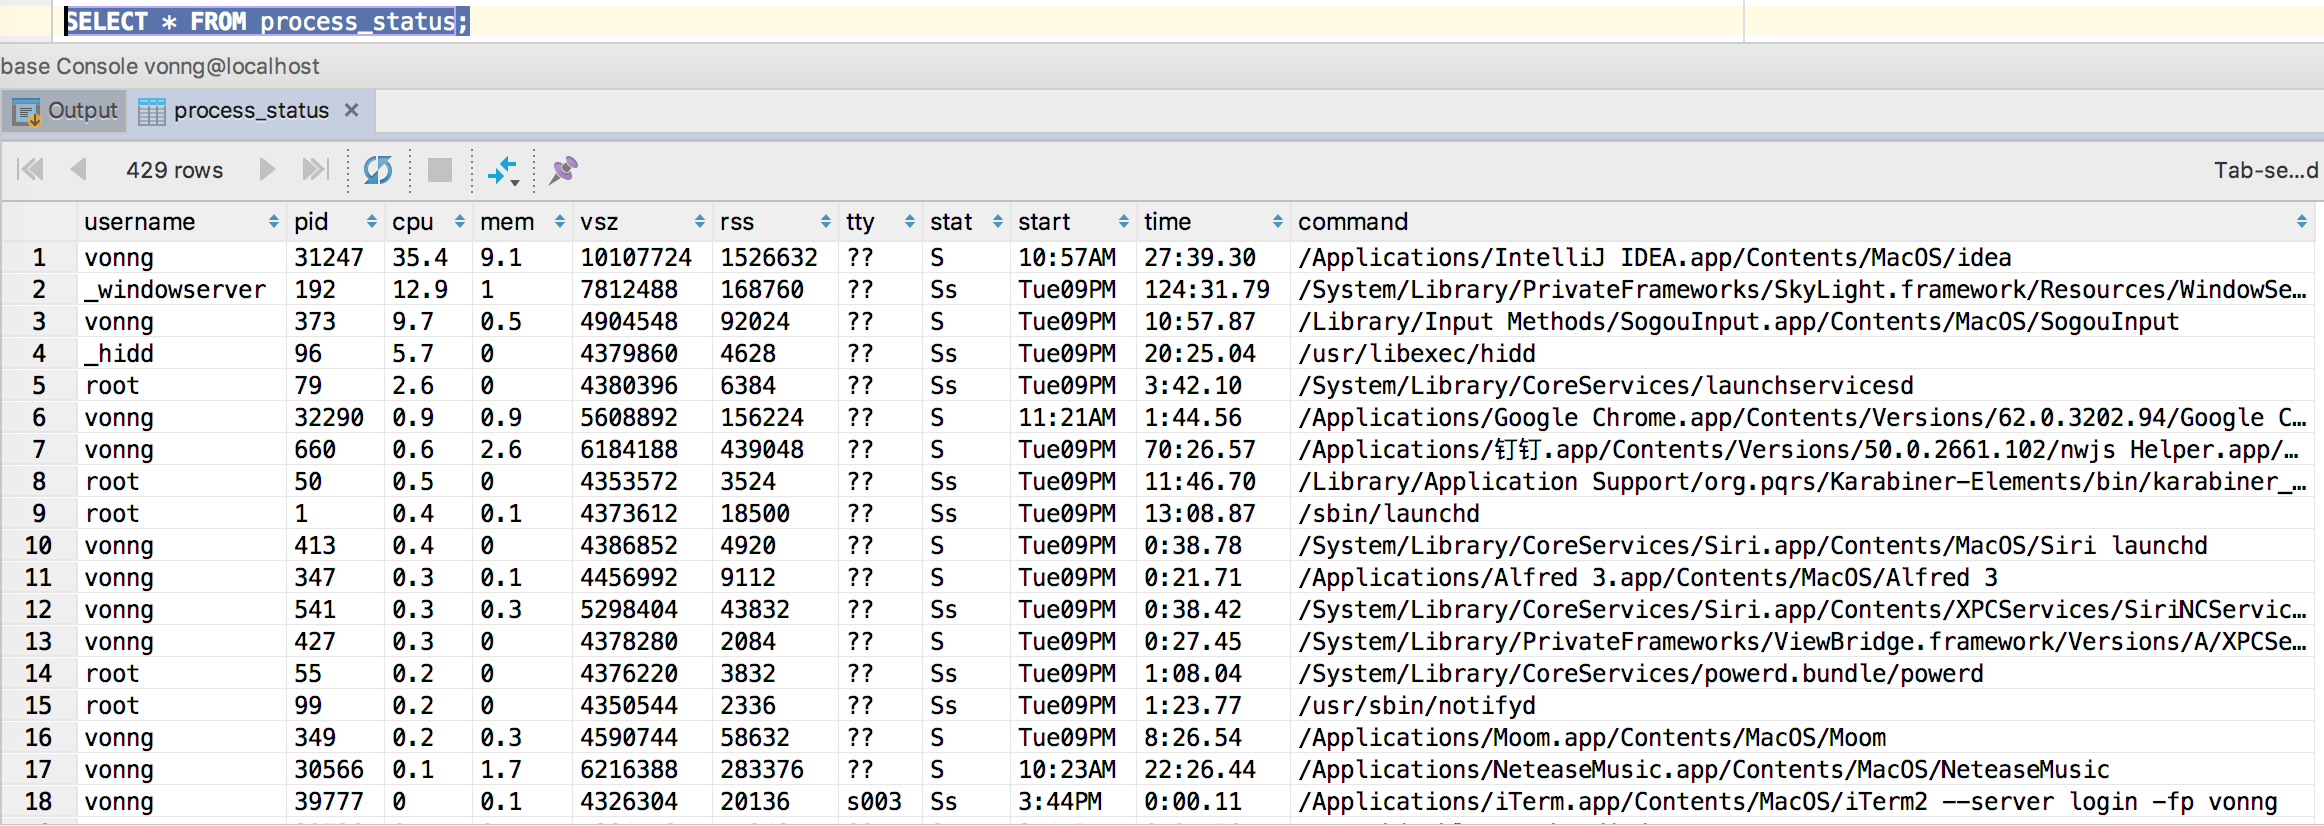 SELECT * FROM process_status;
base Console vonng@localhost
Output process_status
429 rows Tab-se...d
username pid cpu mem vsz rss tty stat start time command
1 vonng 31247 35.4 9.1 10107724 1526632 ?? S 10:57AM 27:39.30 /Applications/IntelliJ IDEA.app/Contents/MacOS/idea
2 _windowserver 192 12.9 1 7812488 168760 ?? Ss Tue09PM 124:31.79 /System/Library/PrivateFrameworks/SkyLight.framework/Resources/WindowSe...
3 vonng 373 9.7 0.5 4904548 92024 ?? S Tue09PM 10:57.87 /Library/Input Methods/SogouInput.app/Contents/MacOS/SogouInput
4 _hidd 96 5.7 0 4379860 4628 ?? Ss Tue09PM 20:25.04 /usr/libexec/hidd
5 root 79 2.6 0 4380396 6384 ?? Ss Tue09PM 3:42.10 /System/Library/CoreServices/launchservicesd
6 vonng 32290 0.9 0.9 5608892 156224 ?? S 11:21AM 1:44.56 /Applications/Google Chrome.app/Contents/Versions/62.0.3202.94/Google C...
7 vonng 660 0.6 2.6 6184188 439048 ?? S Tue09PM 70:26.57 /Applications/钉钉.app/Contents/Versions/50.0.2661.102/nwjs Helper.app/...
8 root 50 0.5 0 4353572 3524 ?? Ss Tue09PM 11:46.70 /Library/Application Support/org.pqrs/Karabiner-Elements/bin/karabiner_...
9 root 1 0.4 0.1 4373612 18500 ?? Ss Tue09PM 13:08.87 /sbin/launchd
10 vonng 413 0.4 0 4386852 4920 ?? S Tue09PM 0:38.78 /System/Library/CoreServices/Siri.app/Contents/MacOS/Siri launchd
11 vonng 347 0.3 0.1 4456992 9112 ?? S Tue09PM 0:21.71 /Applications/Alfred 3.app/Contents/MacOS/Alfred 3
12 vonng 541 0.3 0.3 5298404 43832 ?? Ss Tue09PM 0:38.42 /System/Library/CoreServices/Siri.app/Contents/XPCServices/SiriNCServic...
13 vonng 427 0.3 0 4378280 2084 ?? S Tue09PM 0:27.45 /System/Library/PrivateFrameworks/ViewBridge.framework/Versions/A/XPCSe...
14 root 55 0.2 0 4376220 3832 ?? Ss Tue09PM 1:08.04 /System/Library/CoreServices/powerd.bundle/powerd
15 root 99 0.2 0 4350544 2336 ?? Ss Tue09PM 1:23.77 /usr/sbin/notifyd
16 vonng 349 0.2 0.3 4590744 58632 ?? S Tue09PM 8:26.54 /Applications/Moom.app/Contents/MacOS/Moom
17 vonng 30566 0.1 1.7 6216388 283376 ?? S 10:23AM 22:26.44 /Applications/NeteaseMusic.app/Contents/MacOS/NeteaseMusic
18 vonng 39777 0 0.1 4326304 20136 s003 Ss 3:44PM 0:00.11 /Applications/iTerm.app/Contents/MacOS/iTerm2 --server login -fp vonng